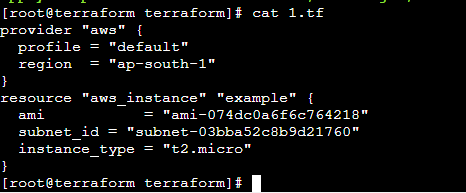 [root@terraform terraform]# cat 1.tf
provider "aws" {
  profile = "default"
  region  = "ap-south-1"
}
resource "aws_instance" "example" {
  ami           = "ami-074dc0a6f6c764218"
  subnet_id = "subnet-03bba52c8b9d21760"
  instance_type = "t2.micro"
}
[root@terraform terraform]#